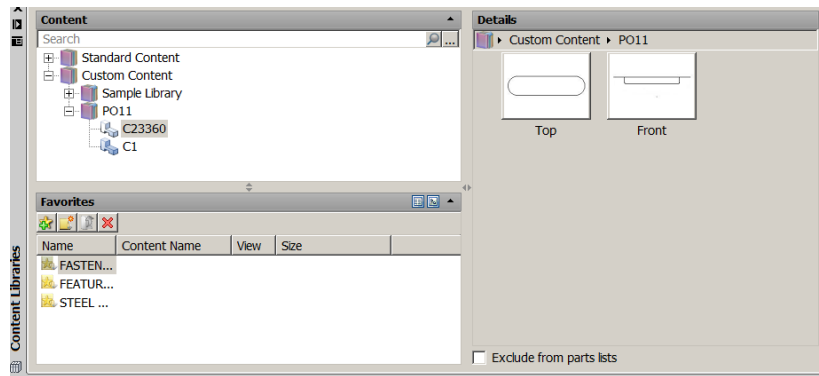 Content
Search
...
Standard Content
Custom Content
Sample Library
PO11
C23360
C1
Favorites
Name Content Name View Size
FASTEN...
FEATUR...
STEEL ...
Details
Custom Content PO11
Top Front
Exclude from parts lists
Content Libraries